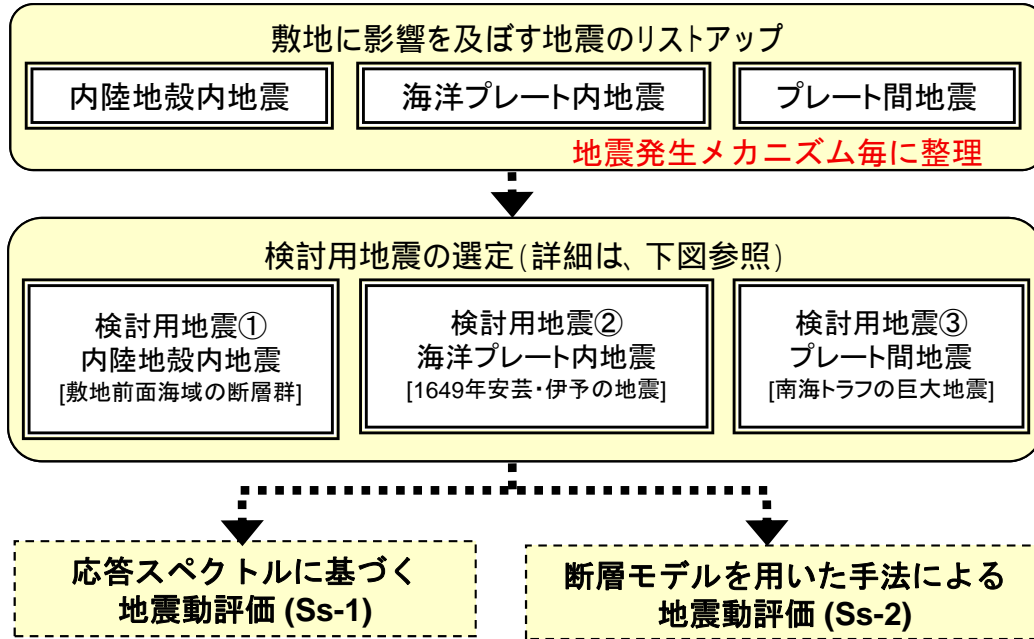 敷地に影響を及ぼす地震のリストアップ
内陸地殻内地震
海洋プレート内地震
プレート間地震
地震発生メカニズム毎に整理
検討用地震の選定(詳細は、下図参照)
検討用地震①
内陸地殻内地震
[敷地前面海域の断層群]
検討用地震②
海洋プレート内地震
[1649年安芸・伊予の地震]
検討用地震③
プレート間地震
[南海トラフの巨大地震]
応答スペクトルに基づく
地震動評価 (Ss-1)
断層モデルを用いた手法による
地震動評価 (Ss-2)